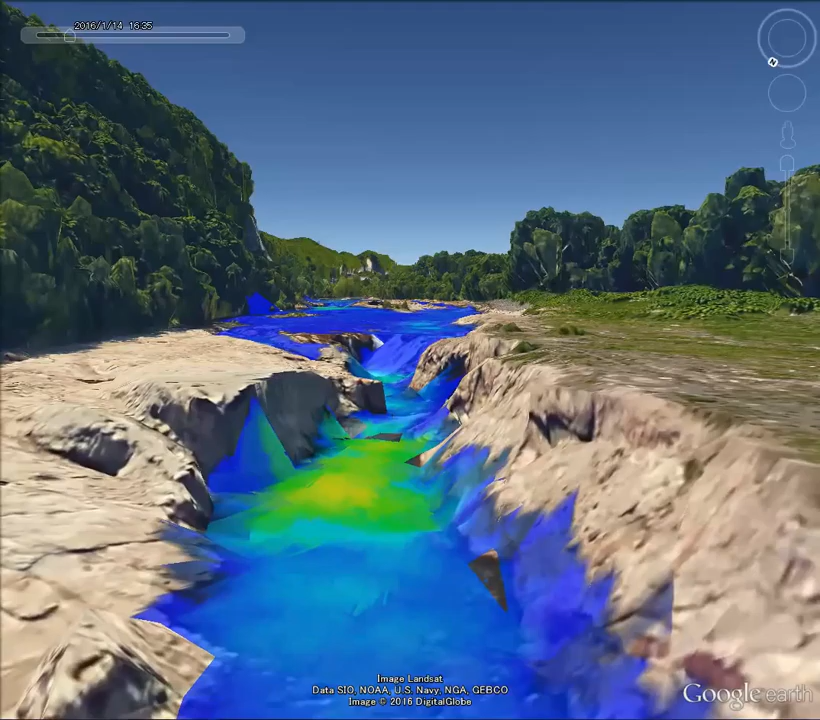 2016/1/14 16:35
N
Image Landsat
Data SIO, NOAA, U.S. Navy, NGA, GEBCO
Image © 2016 DigitalGlobe
Google earth